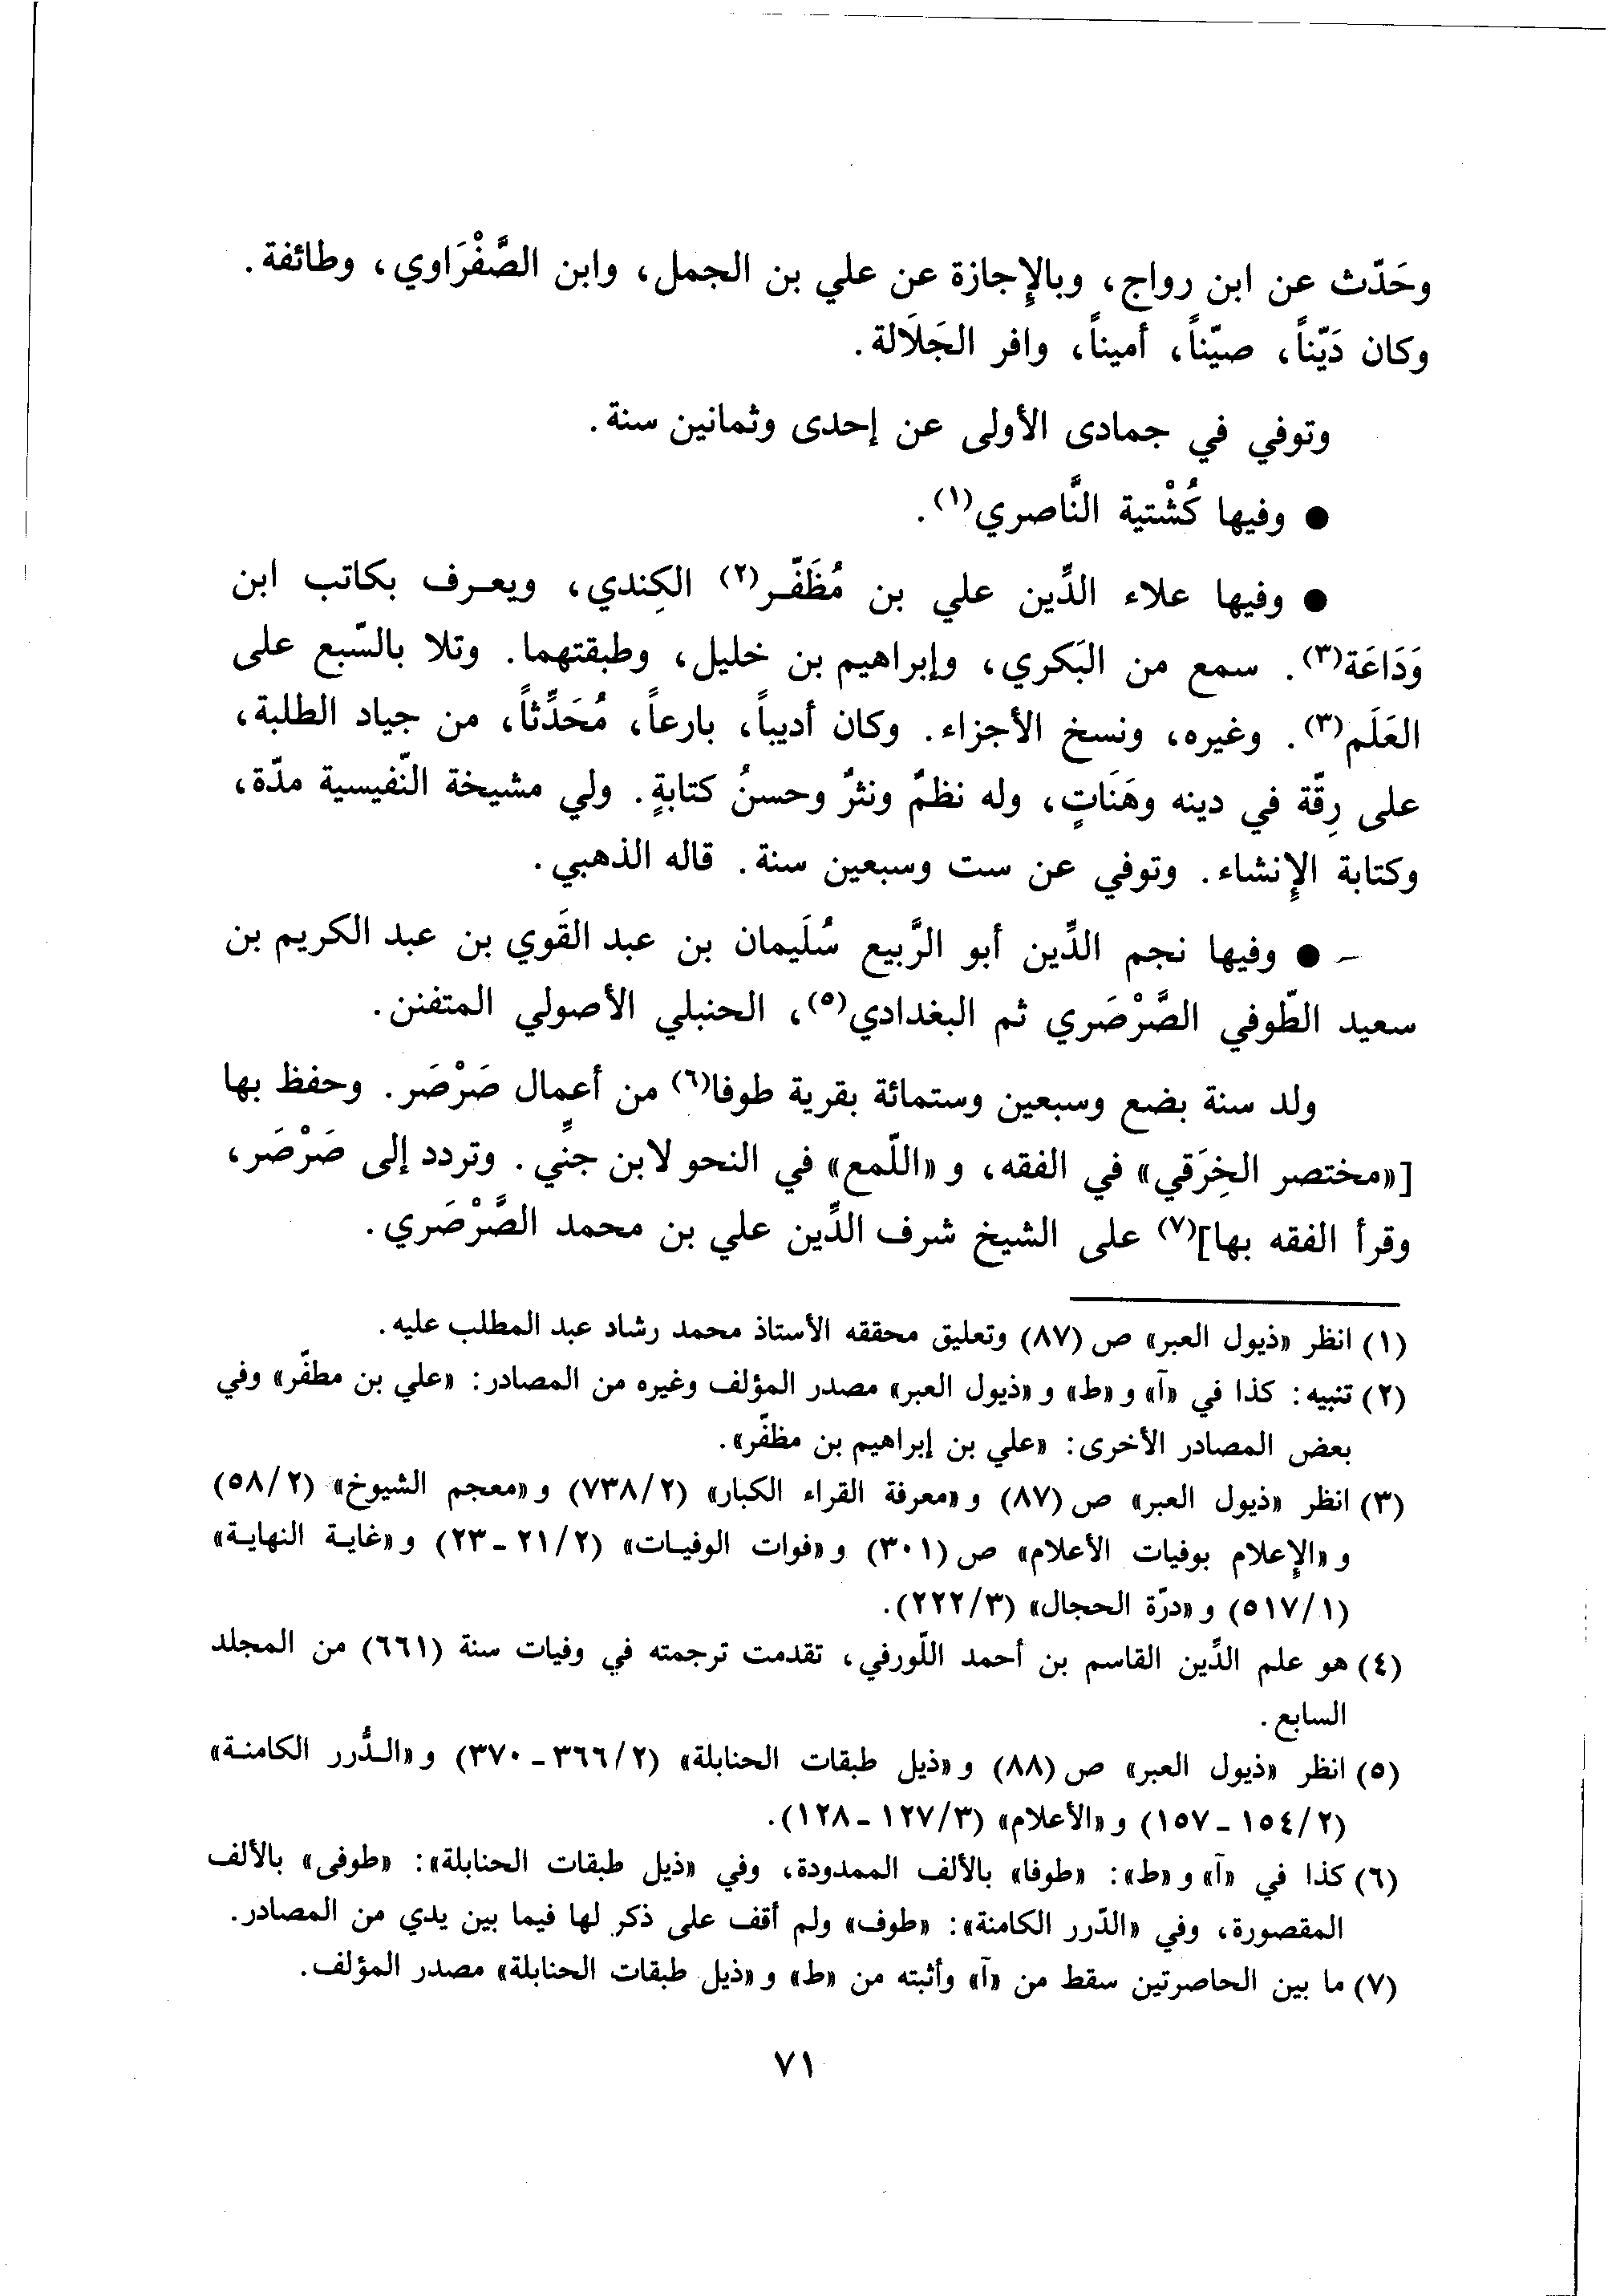 وحَدّث عن ابن رواج، وبالإِجازة عن علي بن الجمل، وابن الصَّفْرَاوي، وطائفة.
وكان دَيّناً، صيّناً، أميناً، وافر الجَلَالة.
وتوفي في جمادى الأولى عن إحدى وثمانين سنة.
● وفيها كُشْتية النَّاصري(١).
● وفيها علاء الدِّين علي بن مُظَفّر(٢) الكِندي، ويعرف بكاتب ابن
وَدَاعَة(٣). سمع من البَكري، وإبراهيم بن خليل، وطبقتهما. وتلا بالسّبع على
العَلَم(٣). وغيره، ونسخ الأجزاء. وكان أديباً، بارعاً، مُحَدِّثاً، من جياد الطلبة،
على رِقّة في دينه وهَنَاتٍ، وله نظمٌ ونثرٌ وحسنُ كتابةٍ. ولي مشيخة النّفيسية مدّة،
وكتابة الإِنشاء. وتوفي عن ست وسبعين سنة. قاله الذهبي.
● وفيها نجم الدِّين أبو الرَّبيع سُلَيمان بن عبد القَوي بن عبد الكريم بن
سعيد الطّوفي الصَّرْصَري ثم البغدادي(٥)، الحنبلي الأصولي المتفنن.
ولد سنة بضع وسبعين وستمائة بقرية طوفا(٦) من أعمال صَرْصَر. وحفظ بها
[«مختصر الخِرَقي» في الفقه، و «اللّمع» في النحو لابن جنِّي. وتردد إلى صَرْصَر،
وقرأ الفقه بها](٧) على الشيخ شرف الدِّين علي بن محمد الصَّرْصَري.
(١) انظر «ذيول العبر» ص (٨٧) وتعليق محققه الأستاذ محمد رشاد عبد المطلب عليه.
(٢) تنبيه: كذا في «آ» و «ط» و «ذيول العبر» مصدر المؤلف وغيره من المصادر: «علي بن مظفّر» وفي
بعض المصادر الأخرى: «علي بن إبراهيم بن مظفّر».
(٣) انظر «ذيول العبر» ص (٨٧) و «معرفة القراء الكبار» (٧٣٨/٢) و «معجم الشيوخ» (٥٨/٢)
و «الإِعلام بوفيات الأعلام» ص (٣٠١) و «فوات الوفيات» (٢١/٢ - ٢٣) و «غاية النهاية»
(٥١٧/١) و «درّة الحجال» (٢٢٢/٣).
(٤) هو علم الدِّين القاسم بن أحمد اللّورفي، تقدمت ترجمته في وفيات سنة (٦٦١) من المجلد
السابع.
(٥) انظر «ذيول العبر» ص (٨٨) و «ذيل طبقات الحنابلة» (٣٦٦/٢ - ٣٧٠) و «الدُّرر الكامنة»
(١٥٤/٢ - ١٥٧) و «الأعلام» (١٢٧/٣ - ١٢٨).
(٦) كذا في «آ» و «ط»: «طوفا» بالألف الممدودة، وفي «ذيل طبقات الحنابلة»: «طوفى» بالألف
المقصورة، وفي «الدّرر الكامنة»: «طوف» ولم أقف على ذكر لها فيما بين يدي من المصادر.
(٧) ما بين الحاصرتين سقط من «آ» وأثبته من «ط» و «ذيل طبقات الحنابلة» مصدر المؤلف.
٧١